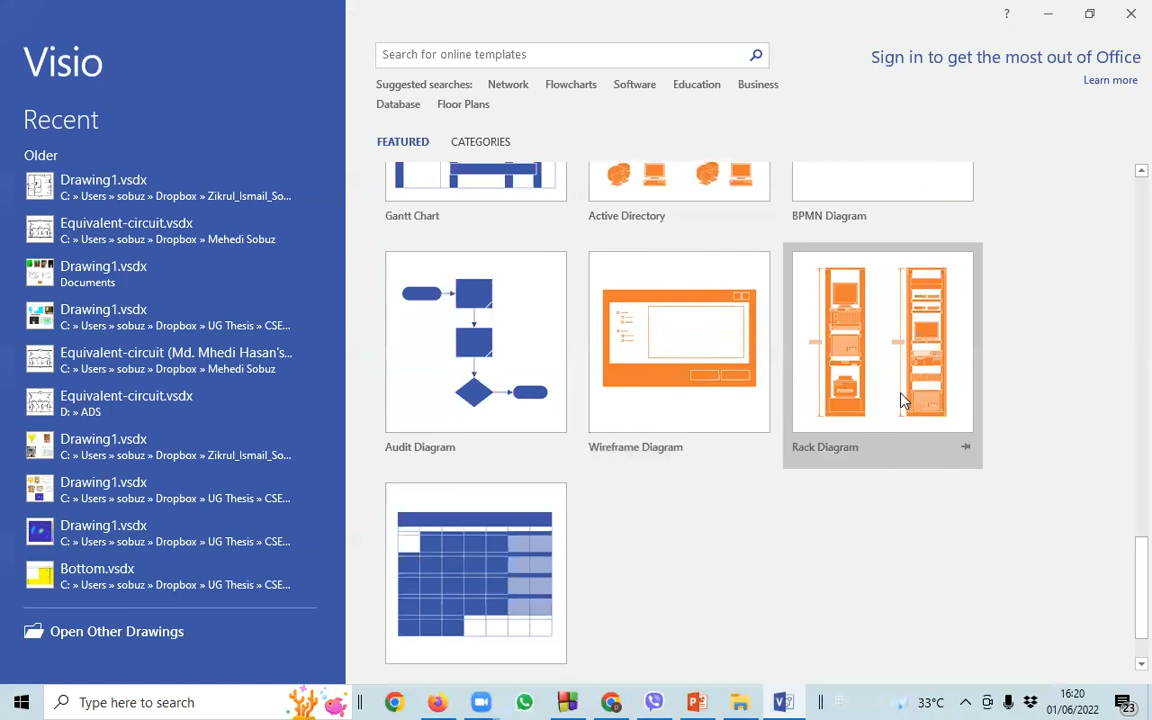 Visio
Recent
Older
Drawing1.vsdx
C: » Users » sobuz » Dropbox » Zikrul_Ismail_So...
Equivalent-circuit.vsdx
C: » Users » sobuz » Dropbox » Mehedi Sobuz
Drawing1.vsdx
Documents
Drawing1.vsdx
C: » Users » sobuz » Dropbox » UG Thesis » CSE...
Equivalent-circuit (Md. Mhedi Hasan's...
C: » Users » sobuz » Dropbox » Mehedi Sobuz
Equivalent-circuit.vsdx
D: » ADS
Drawing1.vsdx
C: » Users » sobuz » Dropbox » Zikrul_Ismail_So...
Drawing1.vsdx
C: » Users » sobuz » Dropbox » UG Thesis » CSE...
Drawing1.vsdx
C: » Users » sobuz » Dropbox » UG Thesis » CSE...
Bottom.vsdx
C: » Users » sobuz » Dropbox » UG Thesis » CSE...
Open Other Drawings
?
Search for online templates
Sign in to get the most out of Office
Learn more
Suggested searches: Network Flowcharts Software Education Business
Database Floor Plans
FEATURED CATEGORIES
Gantt Chart Active Directory BPMN Diagram
Audit Diagram Wireframe Diagram Rack Diagram
Type here to search
33°C
16:20
01/06/2022
23